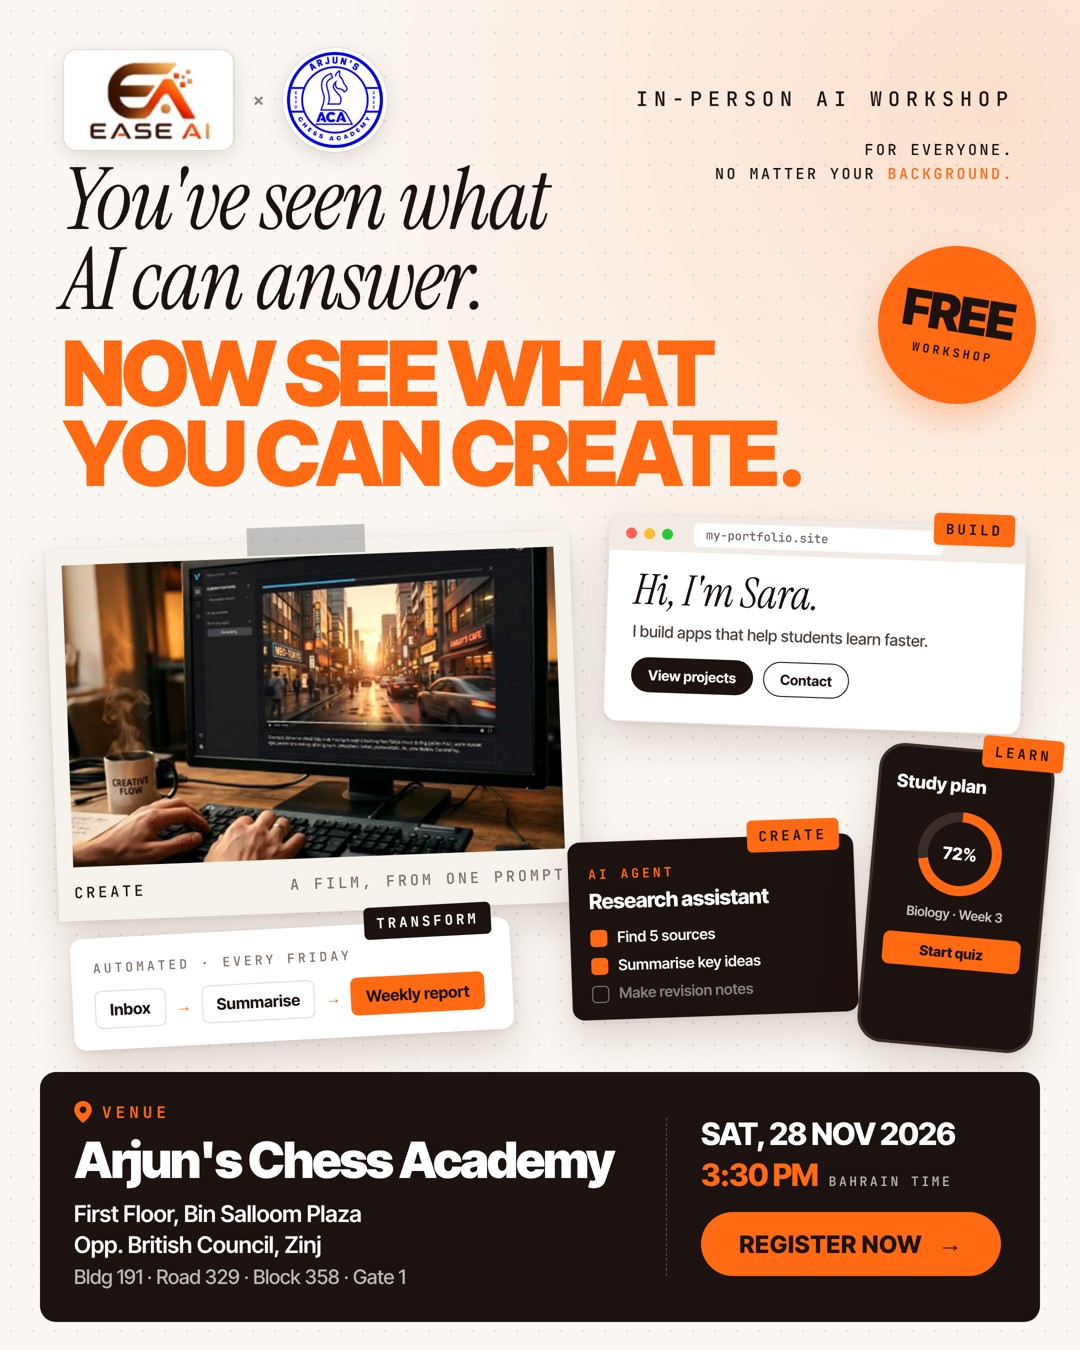 EASE AI
×
ARJUN'S
ACA
CHESS ACADEMY
IN-PERSON AI WORKSHOP
FOR EVERYONE.
NO MATTER YOUR BACKGROUND.
You've seen what
AI can answer.
NOW SEE WHAT
YOU CAN CREATE.
FREE
WORKSHOP
NEO-TOKYO
CREATIVE
FLOW
CREATE
A FILM, FROM ONE PROMPT
my-portfolio.site
BUILD
Hi, I'm Sara.
I build apps that help students learn faster.
View projects
Contact
LEARN
Study plan
72%
Biology · Week 3
Start quiz
CREATE
AI AGENT
Research assistant
Find 5 sources
Summarise key ideas
Make revision notes
TRANSFORM
AUTOMATED · EVERY FRIDAY
Inbox → Summarise → Weekly report
VENUE
Arjun's Chess Academy
First Floor, Bin Salloom Plaza
Opp. British Council, Zinj
Bldg 191 · Road 329 · Block 358 · Gate 1
SAT, 28 NOV 2026
3:30 PM BAHRAIN TIME
REGISTER NOW →